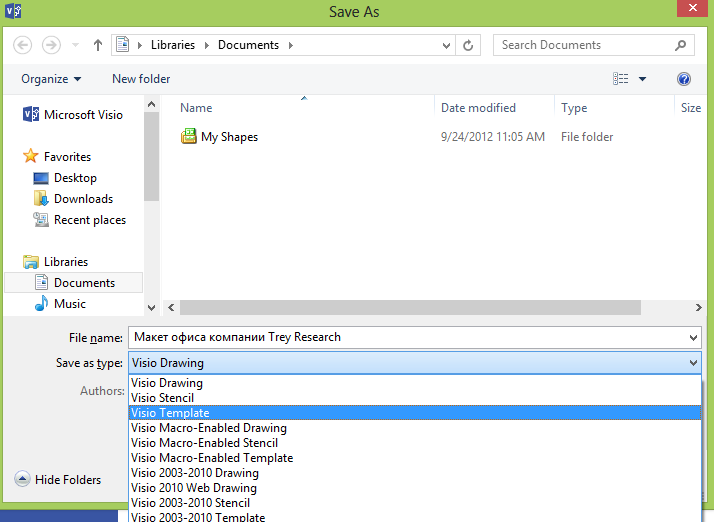 Save As
Libraries Documents
Search Documents
Organize
New folder
Name
Date modified
Type
Size
Microsoft Visio
My Shapes
9/24/2012 11:05 AM
File folder
Favorites
Desktop
Downloads
Recent places
Libraries
Documents
Music
File name: Макет офиса компании Trey Research
Save as type: Visio Drawing
Authors:
Visio Drawing
Visio Stencil
Visio Template
Visio Macro-Enabled Drawing
Visio Macro-Enabled Stencil
Visio Macro-Enabled Template
Visio 2003-2010 Drawing
Visio 2010 Web Drawing
Visio 2003-2010 Stencil
Visio 2003-2010 Template
Hide Folders